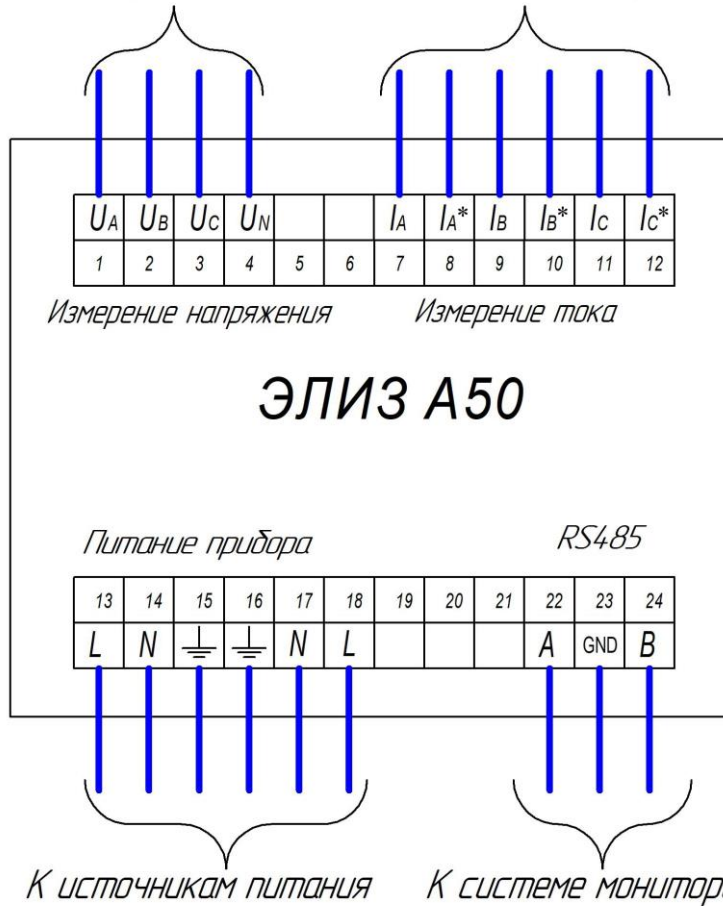 UA UB UC UN IA IA* IB IB* IC IC*
1 2 3 4 5 6 7 8 9 10 11 12
Измерение напряжения Измерение тока
ЭЛИЗ А50
Питание прибора RS485
13 14 15 16 17 18 19 20 21 22 23 24
L N N L A GND B
К источникам питания К системе